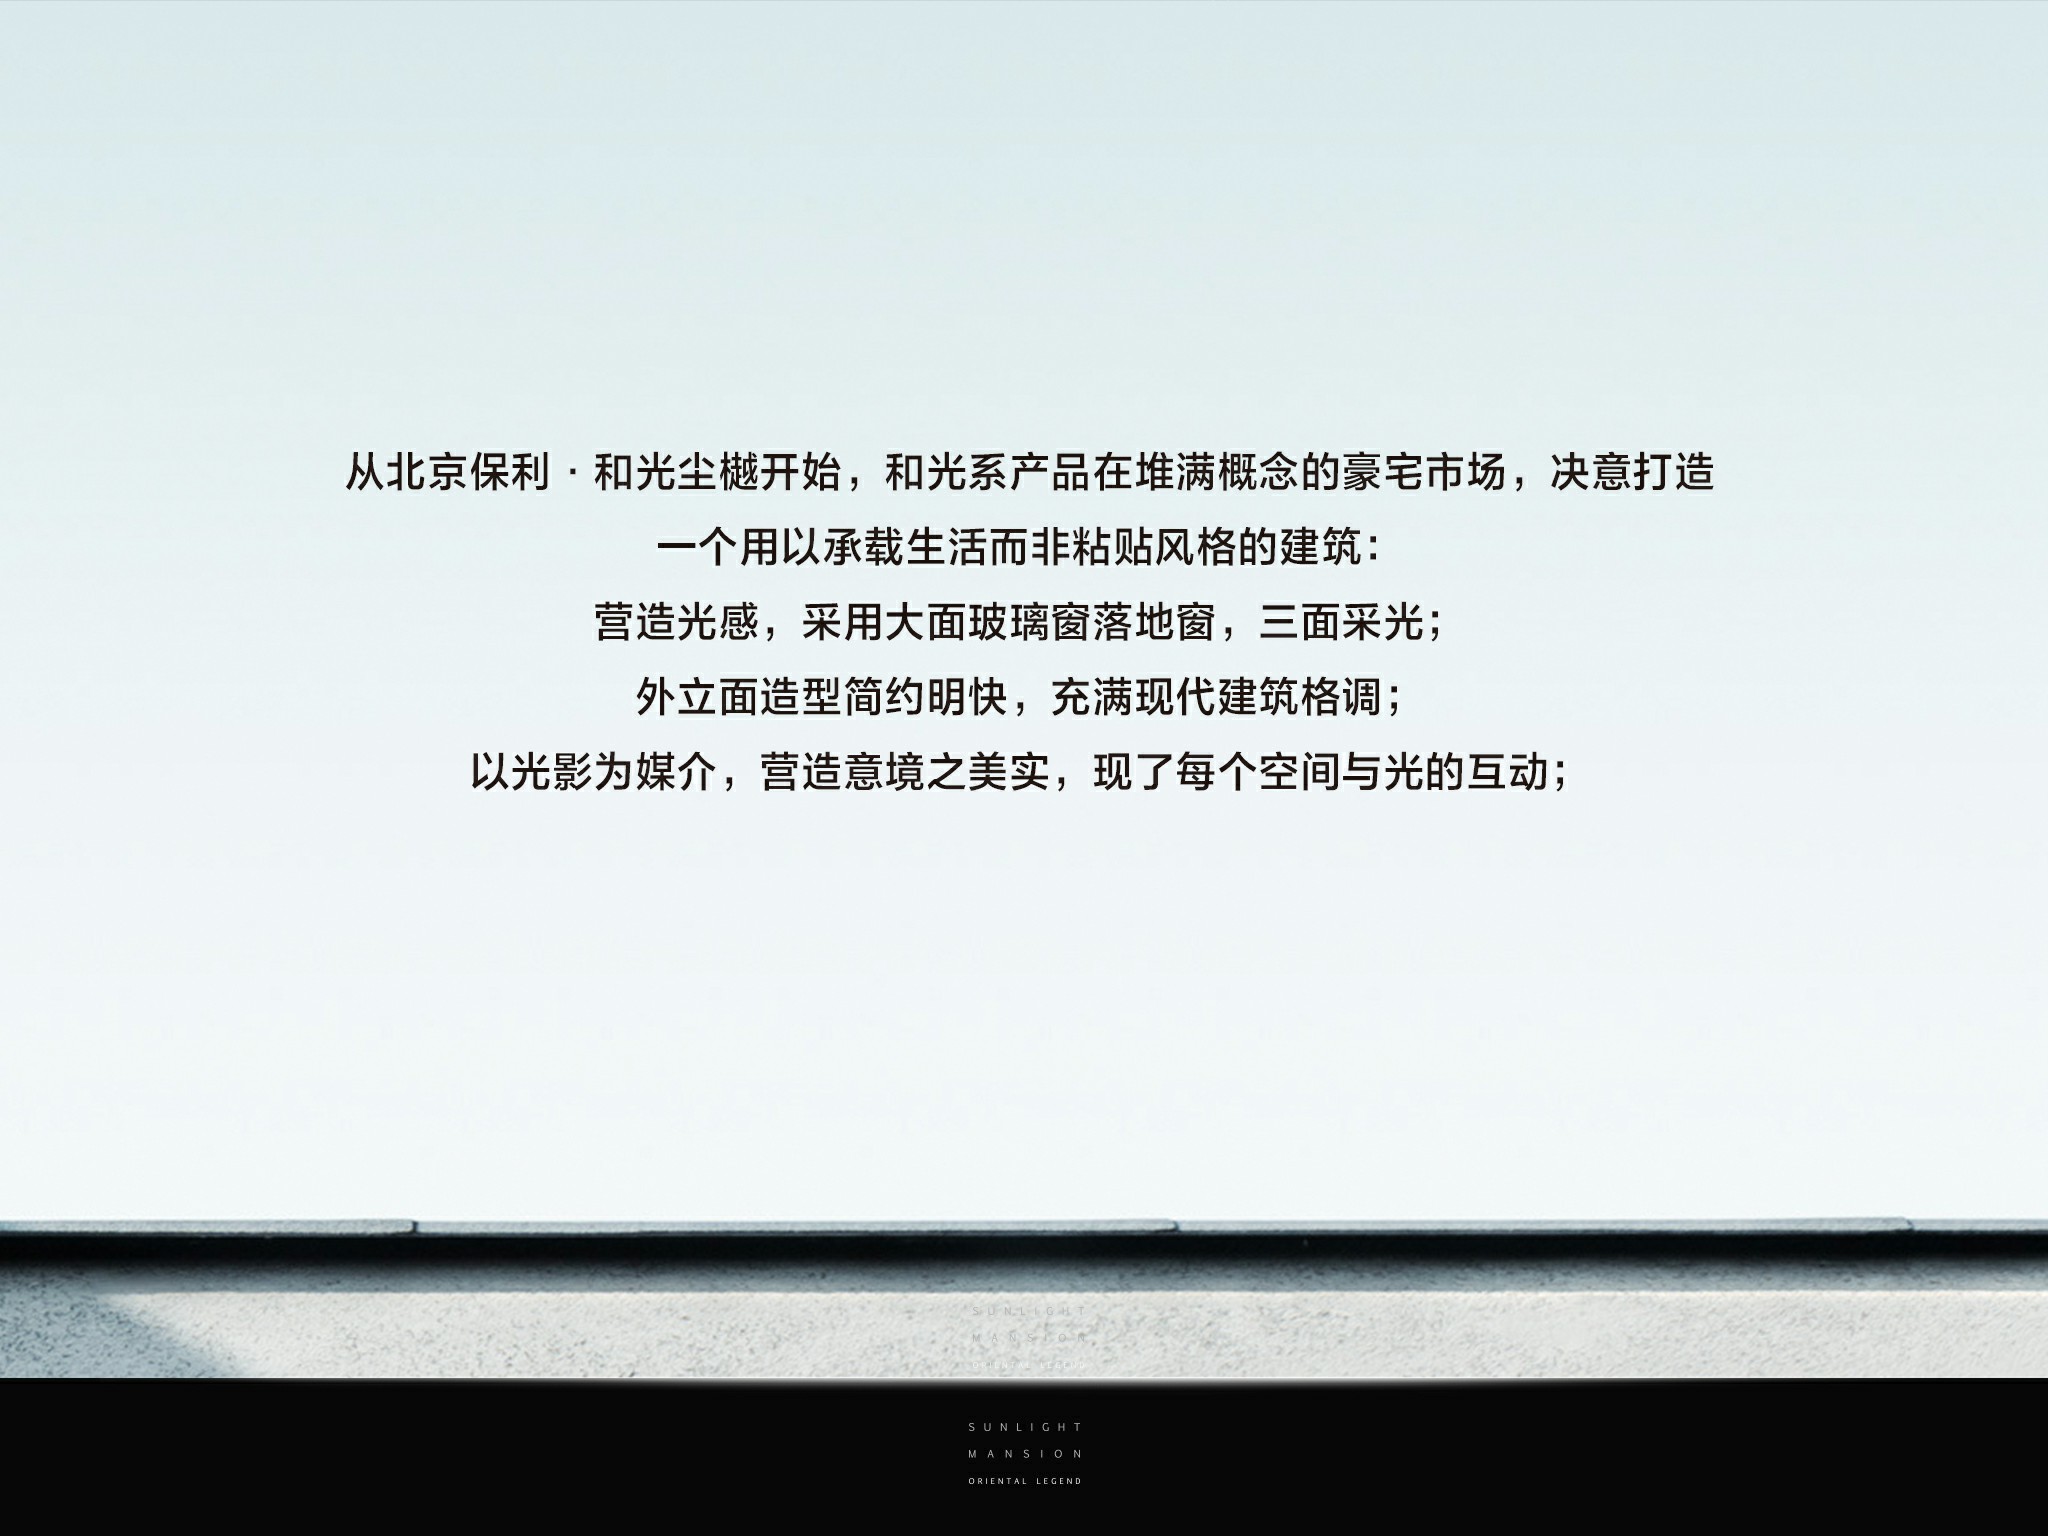 从北京保利·和光尘樾开始，和光系产品在堆满概念的豪宅市场，决意打造
一个用以承载生活而非粘贴风格的建筑：
营造光感，采用大面玻璃窗落地窗，三面采光；
外立面造型简约明快，充满现代建筑格调；
以光影为媒介，营造意境之美实，现了每个空间与光的互动；
SUNLIGHT
MANSION
ORIENTAL LEGEND
SUNLIGHT
MANSION
ORIENTAL LEGEND